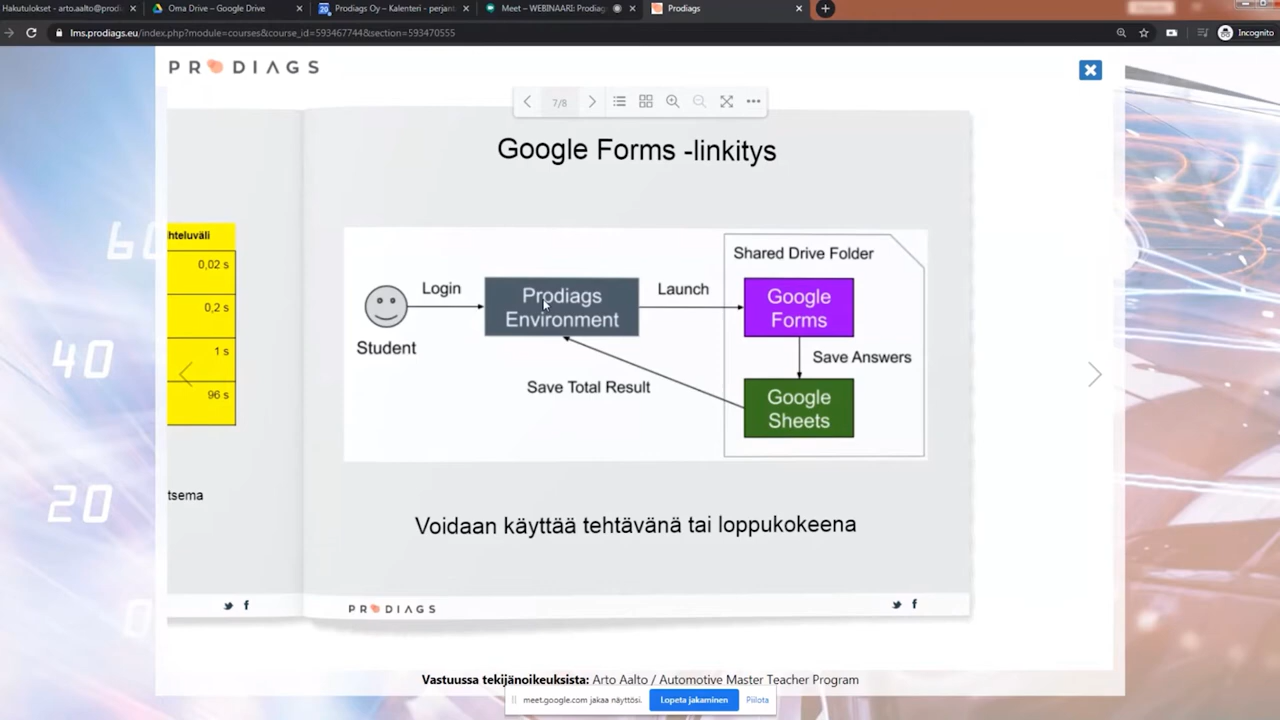 Hakutulokset - arto.aalto@prodi
Oma Drive – Google Drive
Prodiags Oy – Kalenteri - perjant
Meet – WEBINAARI: Prodiag
Prodiags
lms.prodiags.eu/index.php?module=courses&course_id=593467744&section=593470555
Incognito
PRODIAGS
7/8
Google Forms -linkitys
hteluväli
0,02 s
0,2 s
1 s
96 s
tsema
Shared Drive Folder
Login
Prodiags
Environment
Launch
Google
Forms
Student
Save Answers
Save Total Result
Google
Sheets
Voidaan käyttää tehtävänä tai loppukokeena
PRODIAGS
60
40
20
0
Vastuussa tekijänoikeuksista: Arto Aalto / Automotive Master Teacher Program
meet.google.com jakaa näyttösi.
Lopeta jakaminen
Piilota